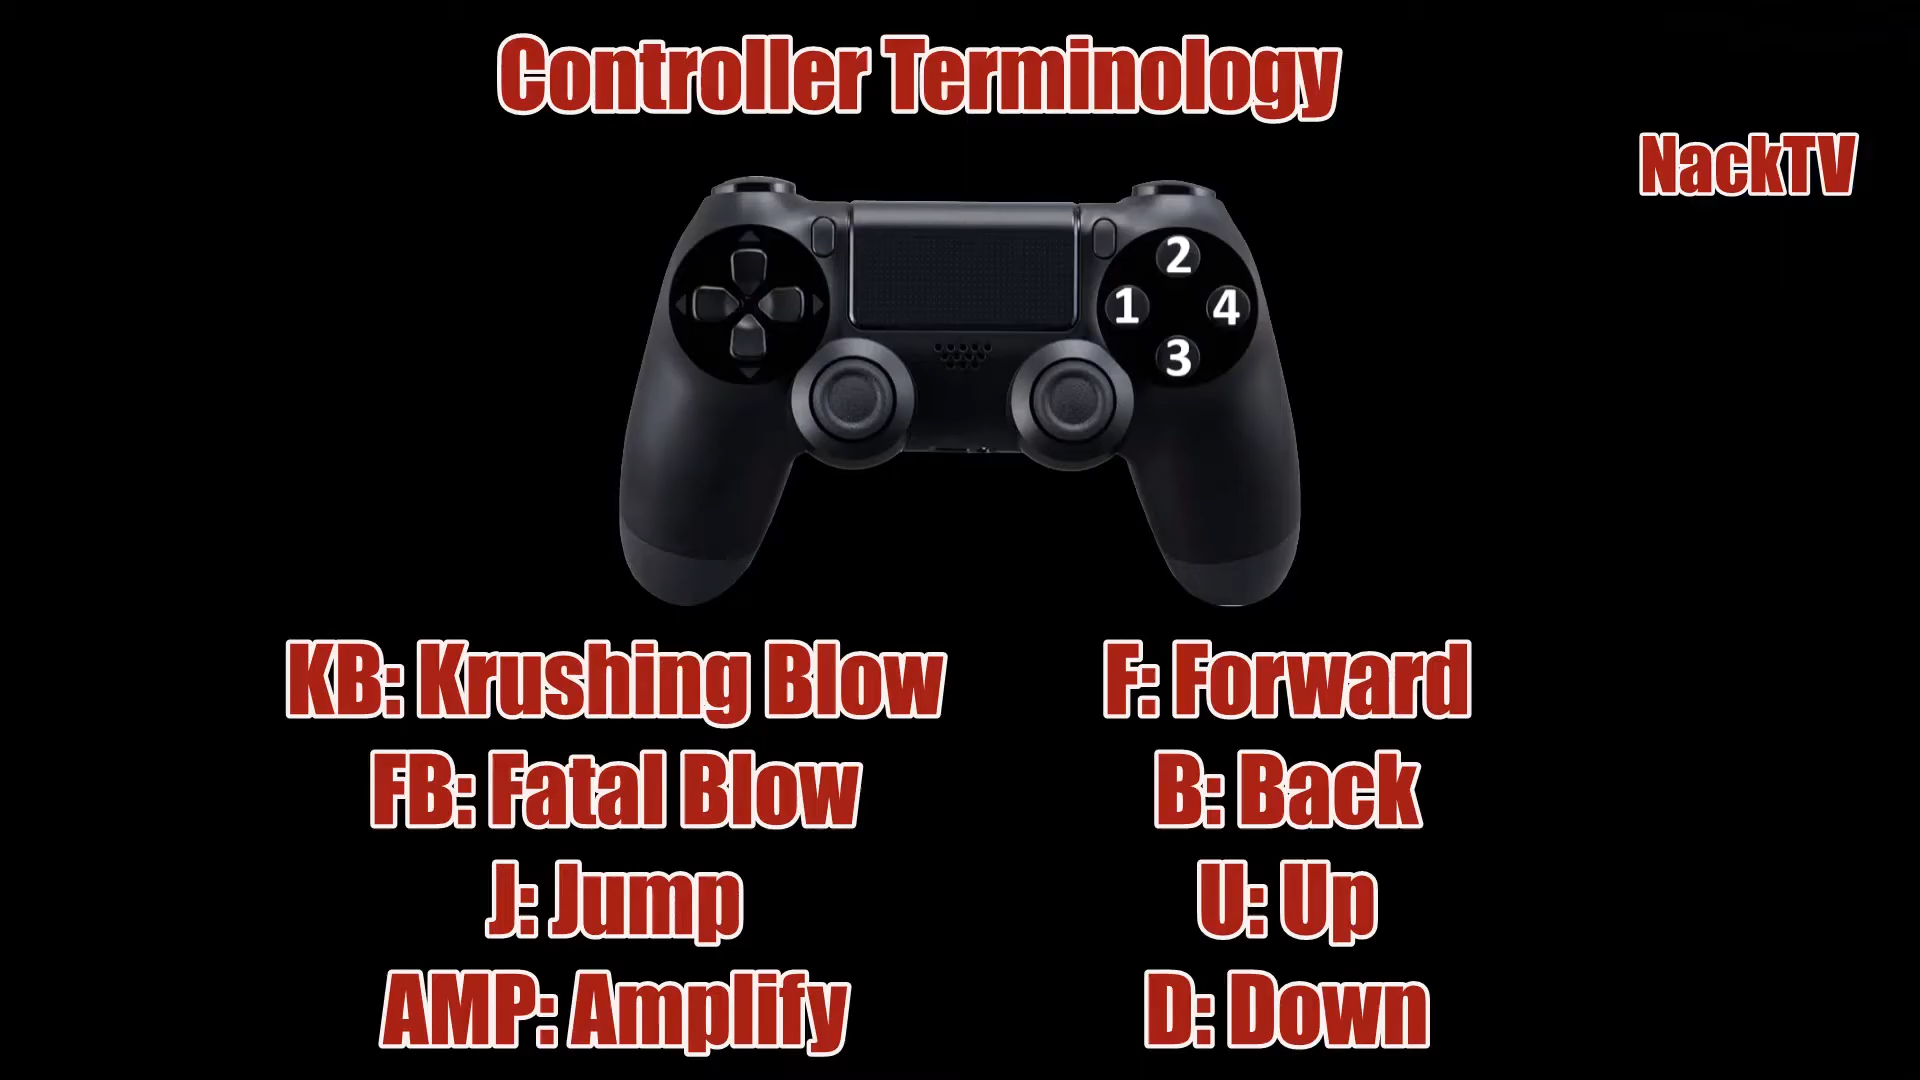 Controller Terminology
NackTV
2
1
4
3
KB: Krushing Blow
F: Forward
FB: Fatal Blow
B: Back
J: Jump
U: Up
AMP: Amplify
D: Down